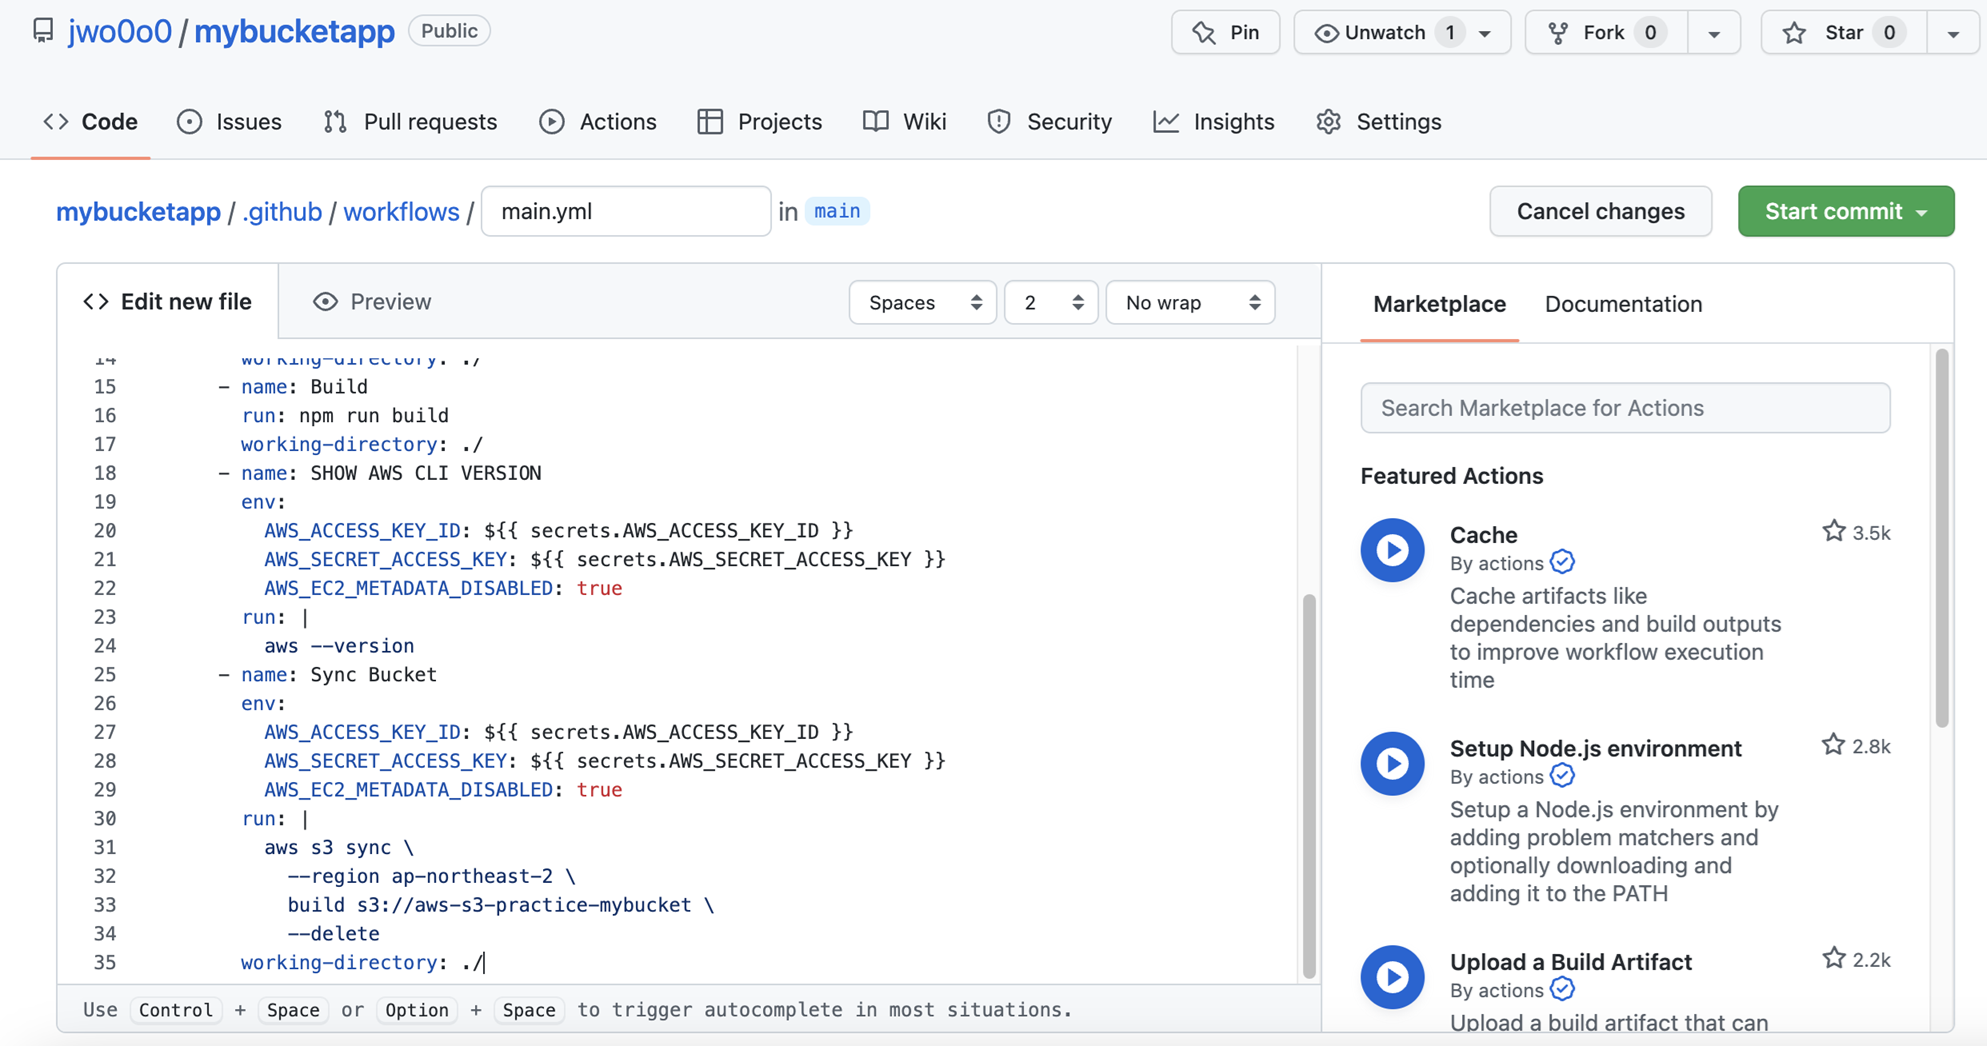 jwo0o0 / mybucketapp Public
Pin
Unwatch 1
Fork 0
Star 0
Code
Issues
Pull requests
Actions
Projects
Wiki
Security
Insights
Settings
mybucketapp / .github / workflows / main.yml in main
Cancel changes
Start commit
Edit new file
Preview
Spaces
2
No wrap
14 working-directory: ./
15 - name: Build
16 run: npm run build
17 working-directory: ./
18 - name: SHOW AWS CLI VERSION
19 env:
20 AWS_ACCESS_KEY_ID: ${{ secrets.AWS_ACCESS_KEY_ID }}
21 AWS_SECRET_ACCESS_KEY: ${{ secrets.AWS_SECRET_ACCESS_KEY }}
22 AWS_EC2_METADATA_DISABLED: true
23 run: |
24 aws --version
25 - name: Sync Bucket
26 env:
27 AWS_ACCESS_KEY_ID: ${{ secrets.AWS_ACCESS_KEY_ID }}
28 AWS_SECRET_ACCESS_KEY: ${{ secrets.AWS_SECRET_ACCESS_KEY }}
29 AWS_EC2_METADATA_DISABLED: true
30 run: |
31 aws s3 sync \
32 --region ap-northeast-2 \
33 build s3://aws-s3-practice-mybucket \
34 --delete
35 working-directory: ./
Use Control + Space or Option + Space to trigger autocomplete in most situations.
Marketplace
Documentation
Search Marketplace for Actions
Featured Actions
Cache
3.5k
By actions
Cache artifacts like
dependencies and build outputs
to improve workflow execution
time
Setup Node.js environment
2.8k
By actions
Setup a Node.js environment by
adding problem matchers and
optionally downloading and
adding it to the PATH
Upload a Build Artifact
2.2k
By actions
Upload a build artifact that can